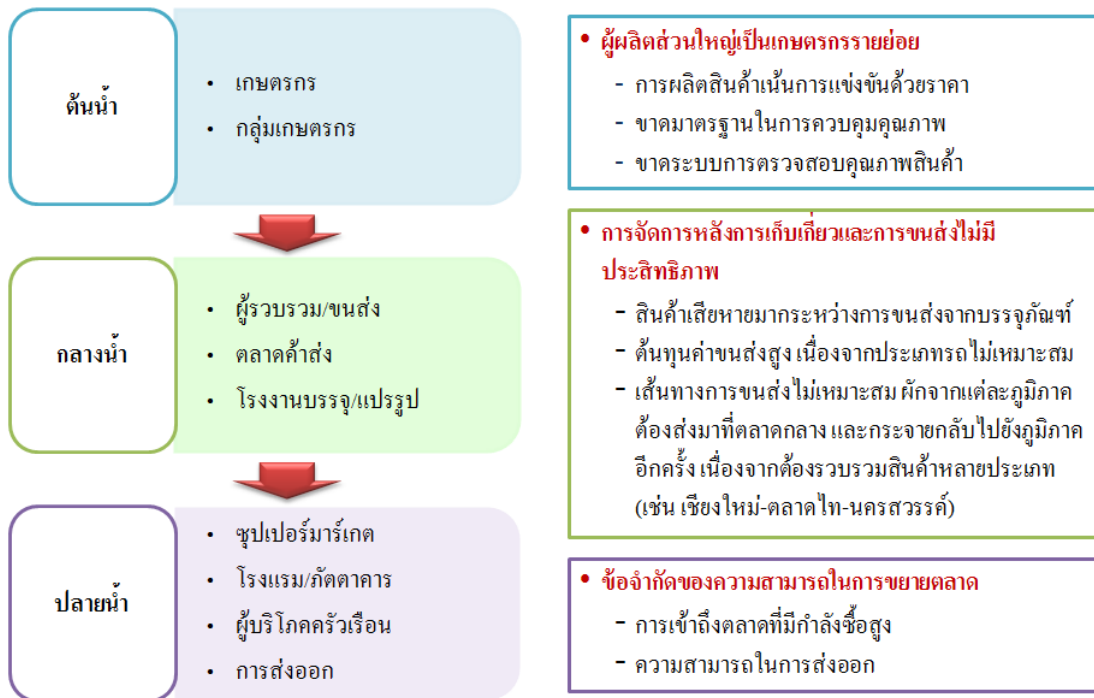 ต้นน้ำ
• เกษตรกร
• กลุ่มเกษตรกร
• ผู้ผลิตส่วนใหญ่เป็นเกษตรกรรายย่อย
- การผลิตสินค้าเน้นการแข่งขันด้วยราคา
- ขาดมาตรฐานในการควบคุมคุณภาพ
- ขาดระบบการตรวจสอบคุณภาพสินค้า
กลางน้ำ
• ผู้รวบรวม/ขนส่ง
• ตลาดค้าส่ง
• โรงงานบรรจุ/แปรรูป
• การจัดการหลังการเก็บเกี่ยวและการขนส่งไม่มี
ประสิทธิภาพ
- สินค้าเสียหายมากระหว่างการขนส่งจากบรรจุภัณฑ์
- ต้นทุนค่าขนส่งสูง เนื่องจากประเภทรถไม่เหมาะสม
- เส้นทางการขนส่งไม่เหมาะสม ผักจากแต่ละภูมิภาค
ต้องส่งมาที่ตลาดกลาง และกระจายกลับไปยังภูมิภาค
อีกครั้ง เนื่องจากต้องรวบรวมสินค้าหลายประเภท
(เช่น เชียงใหม่-ตลาดไท-นครสวรรค์)
ปลายน้ำ
• ซุปเปอร์มาร์เกต
• โรงแรม/ภัตตาคาร
• ผู้บริโภคครัวเรือน
• การส่งออก
• ข้อจำกัดของความสามารถในการขยายตลาด
- การเข้าถึงตลาดที่มีกำลังซื้อสูง
- ความสามารถในการส่งออก